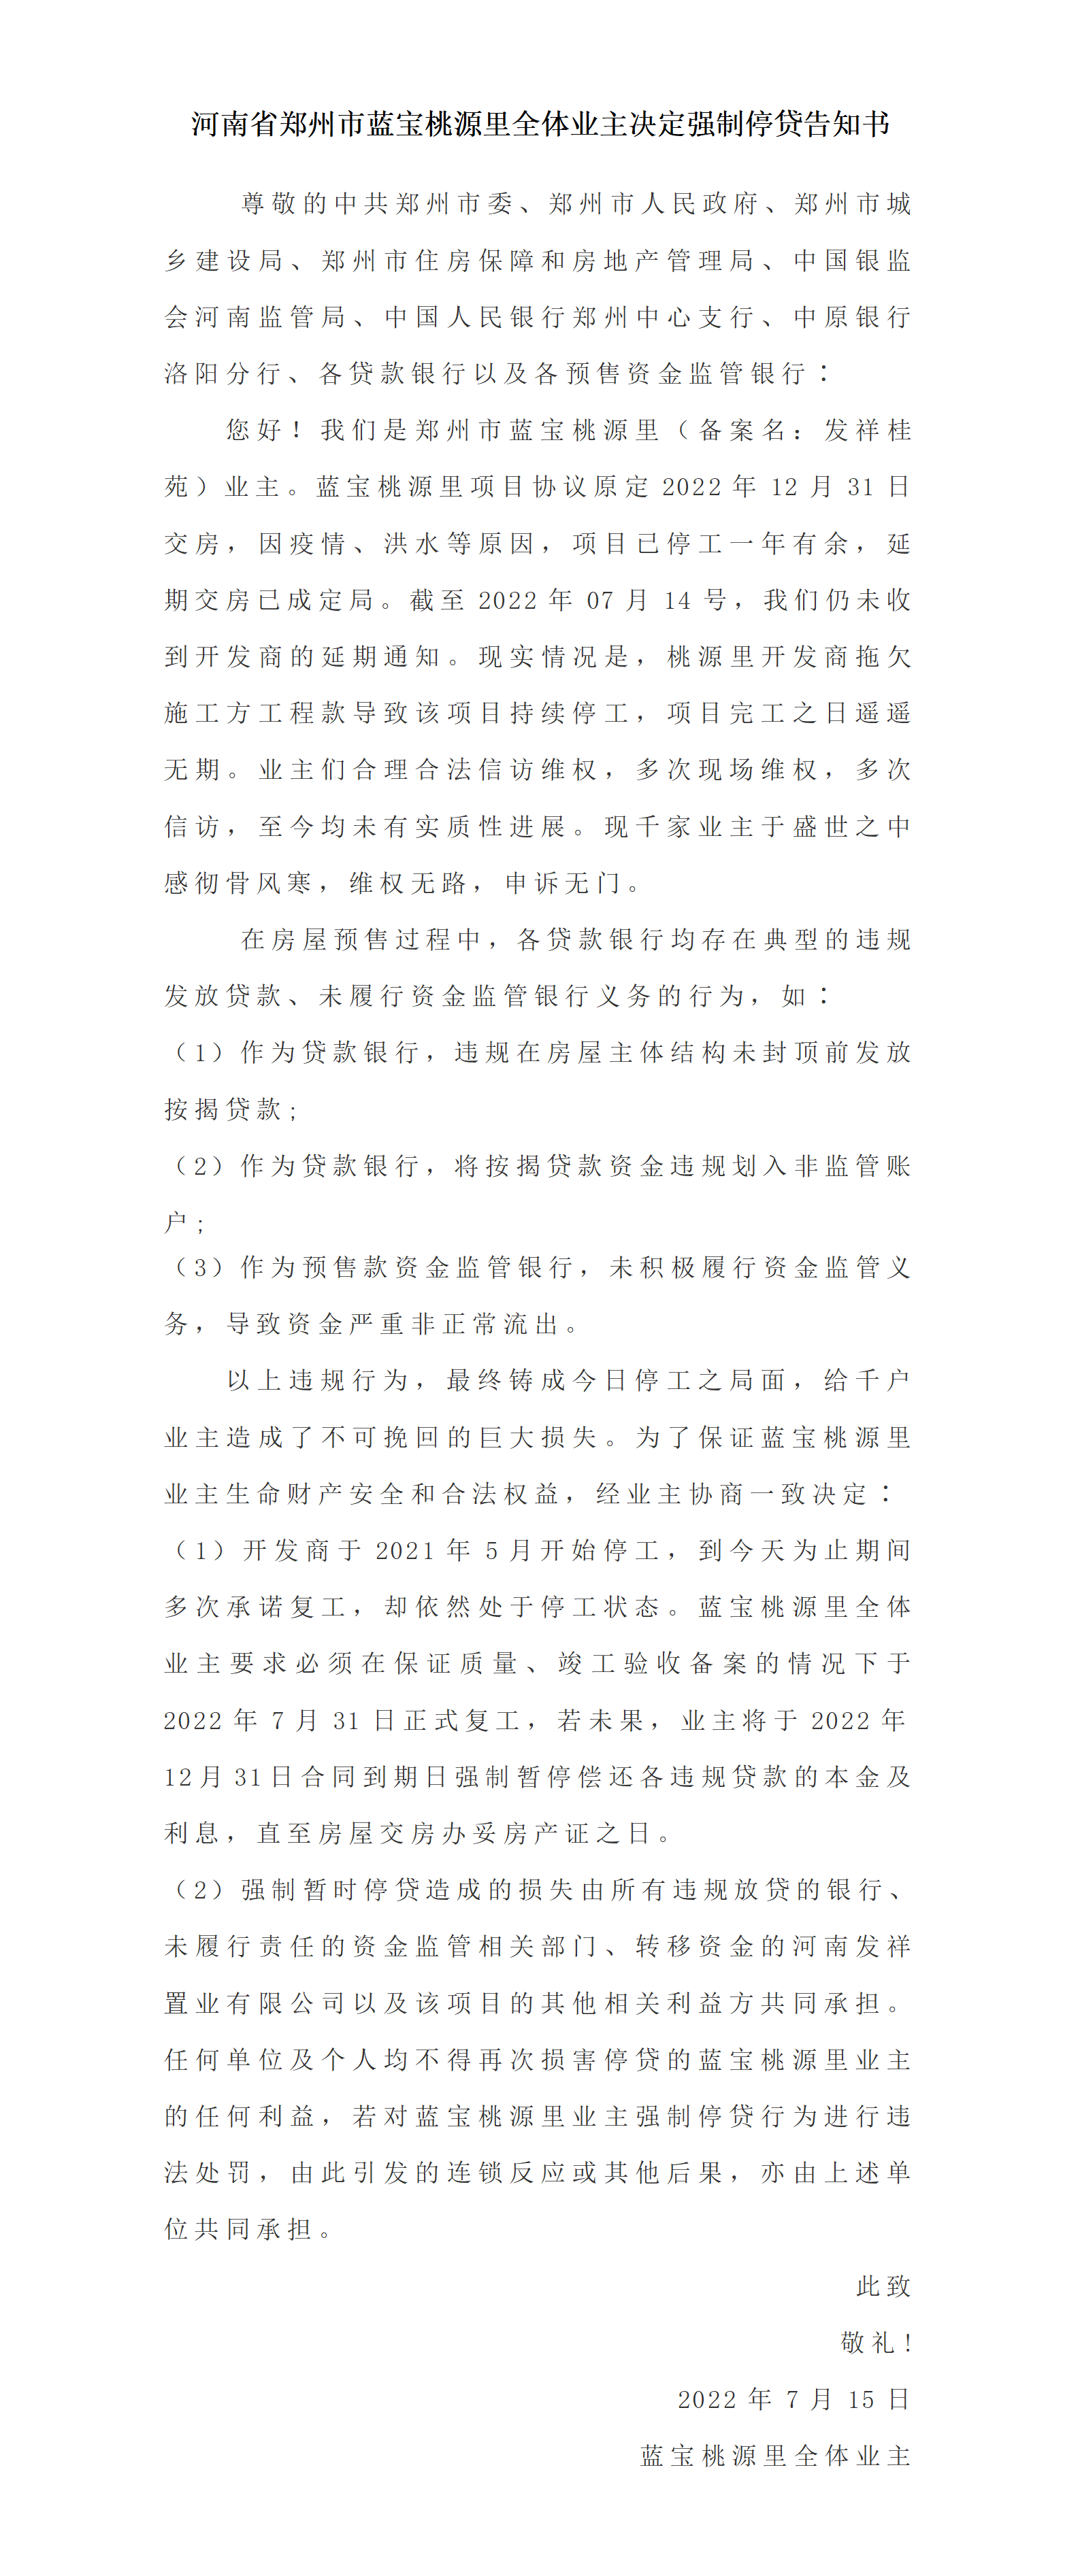 河南省郑州市蓝宝桃源里全体业主决定强制停贷告知书
尊敬的中共郑州市委、郑州市人民政府、郑州市城
乡建设局、郑州市住房保障和房地产管理局、中国银监
会河南监管局、中国人民银行郑州中心支行、中原银行
洛阳分行、各贷款银行以及各预售资金监管银行：
您好！我们是郑州市蓝宝桃源里（备案名：发祥桂
苑）业主。蓝宝桃源里项目协议原定 2022 年 12 月 31 日
交房，因疫情、洪水等原因，项目已停工一年有余，延
期交房已成定局。截至 2022 年 07 月 14 号，我们仍未收
到开发商的延期通知。现实情况是，桃源里开发商拖欠
施工方工程款导致该项目持续停工，项目完工之日遥遥
无期。业主们合理合法信访维权，多次现场维权，多次
信访，至今均未有实质性进展。现千家业主于盛世之中
感彻骨风寒，维权无路，申诉无门。
在房屋预售过程中，各贷款银行均存在典型的违规
发放贷款、未履行资金监管银行义务的行为，如：
（1）作为贷款银行，违规在房屋主体结构未封顶前发放
按揭贷款；
（2）作为贷款银行，将按揭贷款资金违规划入非监管账
户；
（3）作为预售款资金监管银行，未积极履行资金监管义
务，导致资金严重非正常流出。
以上违规行为，最终铸成今日停工之局面，给千户
业主造成了不可挽回的巨大损失。为了保证蓝宝桃源里
业主生命财产安全和合法权益，经业主协商一致决定：
（1）开发商于 2021 年 5 月开始停工，到今天为止期间
多次承诺复工，却依然处于停工状态。蓝宝桃源里全体
业主要求必须在保证质量、竣工验收备案的情况下于
2022 年 7 月 31 日正式复工，若未果，业主将于 2022 年
12月 31日合同到期日强制暂停偿还各违规贷款的本金及
利息，直至房屋交房办妥房产证之日。
（2）强制暂时停贷造成的损失由所有违规放贷的银行、
未履行责任的资金监管相关部门、转移资金的河南发祥
置业有限公司以及该项目的其他相关利益方共同承担。
任何单位及个人均不得再次损害停贷的蓝宝桃源里业主
的任何利益，若对蓝宝桃源里业主强制停贷行为进行违
法处罚，由此引发的连锁反应或其他后果，亦由上述单
位共同承担。
此致
敬礼！
2022 年 7 月 15 日
蓝宝桃源里全体业主